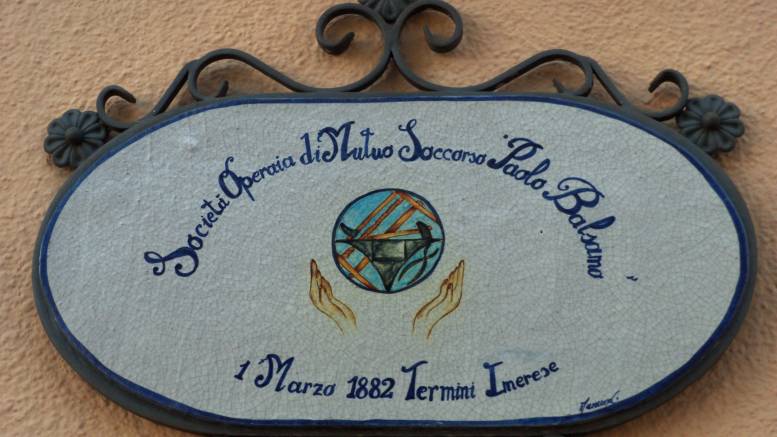 Società Operaia di Mutuo Soccorso "Paolo Balsamo"
1 Marzo 1882 Termini Imerese